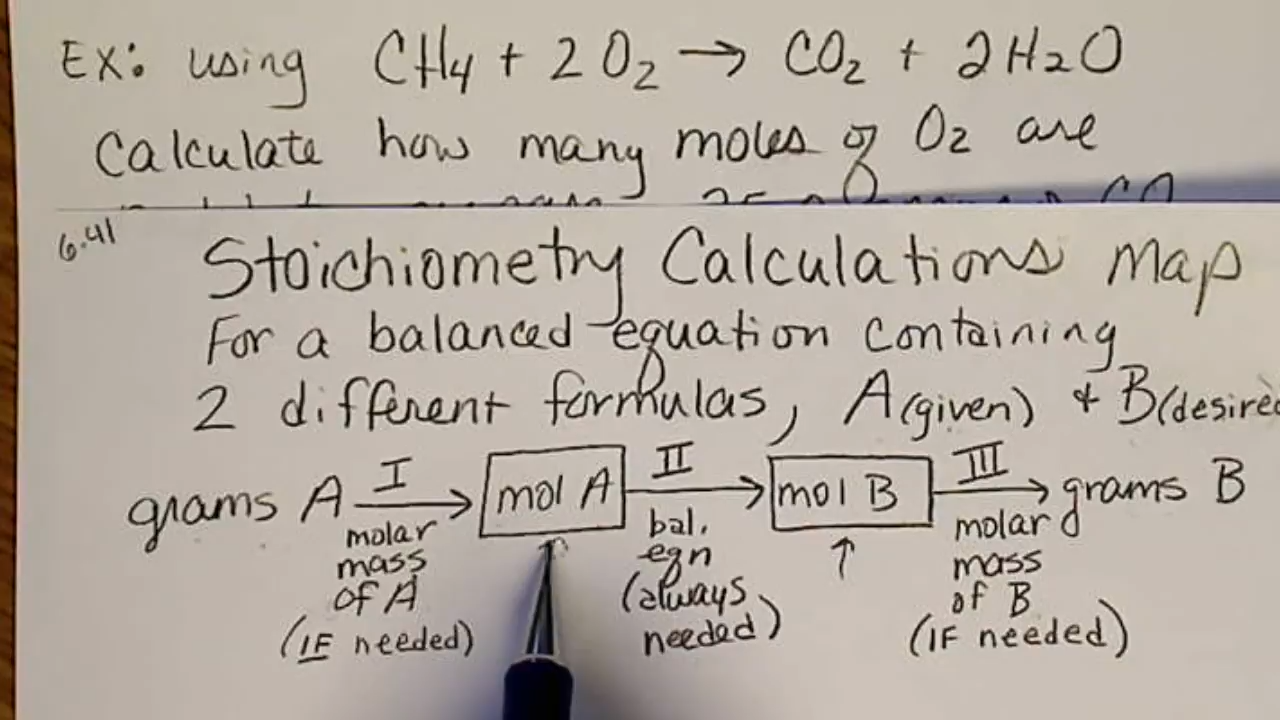 Ex: using CH4 + 2 O2 → CO2 + 2H2O
Calculate how many moles of O2 are
6.41
Stoichiometry Calculations Map
For a balanced equation containing
2 different formulas, A (given) + B (desired
grams A I → mol A II → mol B III → grams B
molar mass of A (IF needed)
bal. eqn (always needed)
↑
molar mass of B (IF needed)